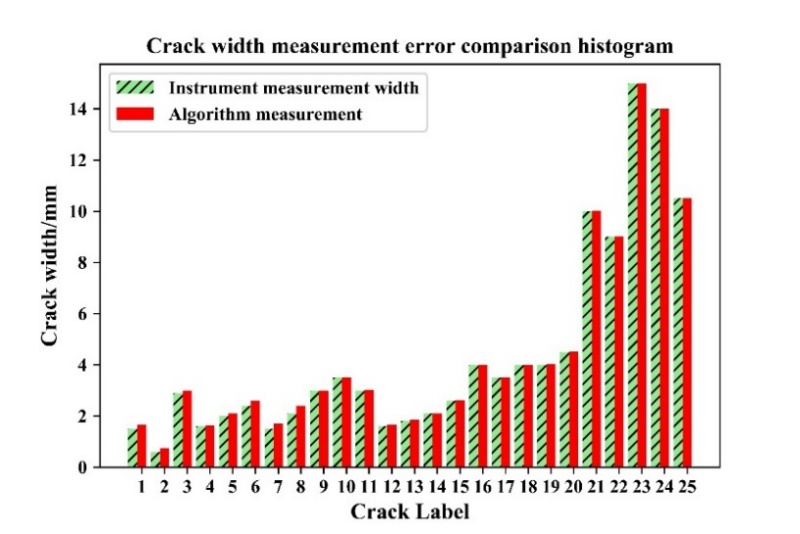 Crack width measurement error comparison histogram
Instrument measurement width
Algorithm measurement
14
12
10
8
6
4
2
0
Crack width/mm
1 2 3 4 5 6 7 8 9 10 11 12 13 14 15 16 17 18 19 20 21 22 23 24 25
Crack Label